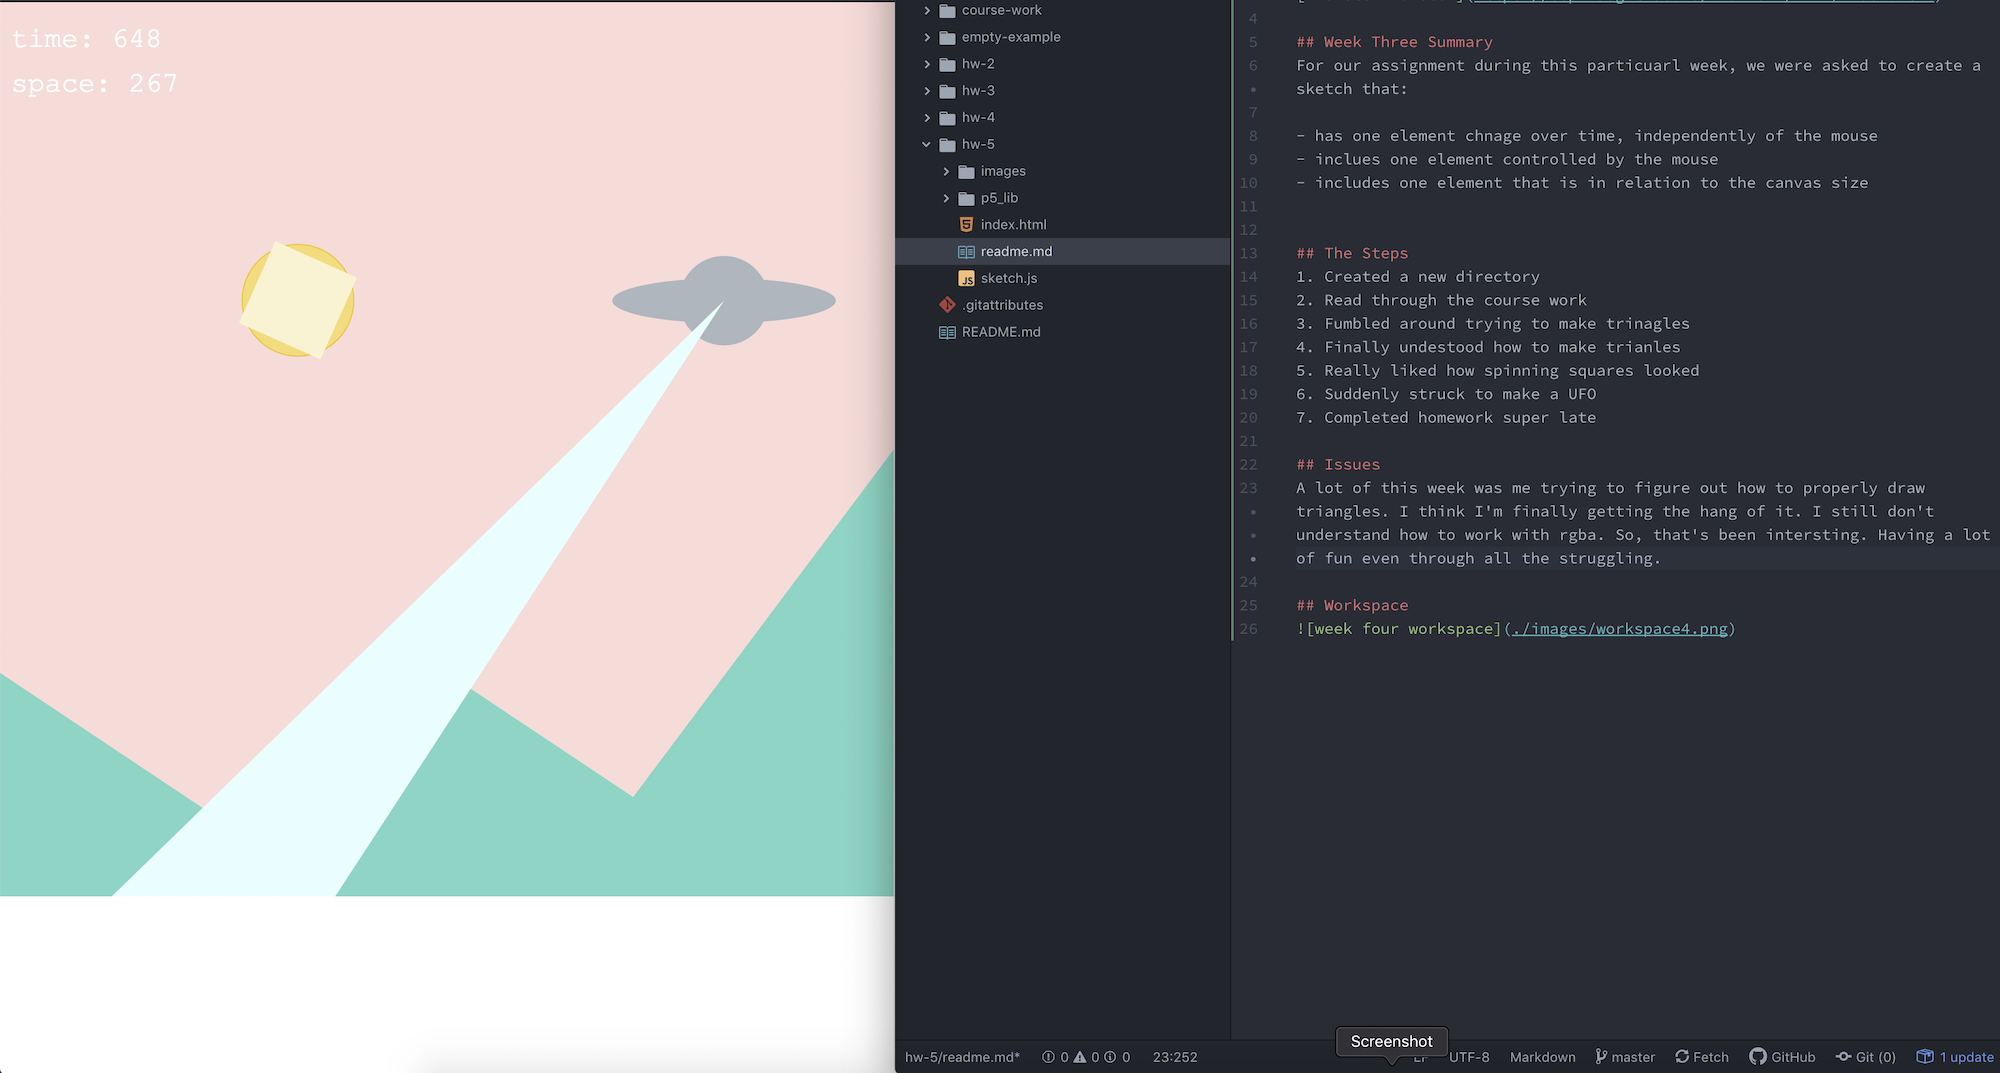 time: 648
space: 267
course-work
empty-example
hw-2
hw-3
hw-4
hw-5
images
p5_lib
index.html
readme.md
sketch.js
.gitattributes
README.md
4
5 ## Week Three Summary
6 For our assignment during this particuarl week, we were asked to create a
sketch that:
7
8 - has one element chnage over time, independently of the mouse
9 - inclues one element controlled by the mouse
10 - includes one element that is in relation to the canvas size
11
12
13 ## The Steps
14 1. Created a new directory
15 2. Read through the course work
16 3. Fumbled around trying to make trinagles
17 4. Finally undestood how to make trianles
18 5. Really liked how spinning squares looked
19 6. Suddenly struck to make a UFO
20 7. Completed homework super late
21
22 ## Issues
23 A lot of this week was me trying to figure out how to properly draw
triangles. I think I'm finally getting the hang of it. I still don't
understand how to work with rgba. So, that's been intersting. Having a lot
of fun even through all the struggling.
24
25 ## Workspace
26 ![week four workspace](./images/workspace4.png)
Screenshot
hw-5/readme.md* 0 0 0 23:252 LF UTF-8 Markdown master Fetch GitHub Git (0) 1 update